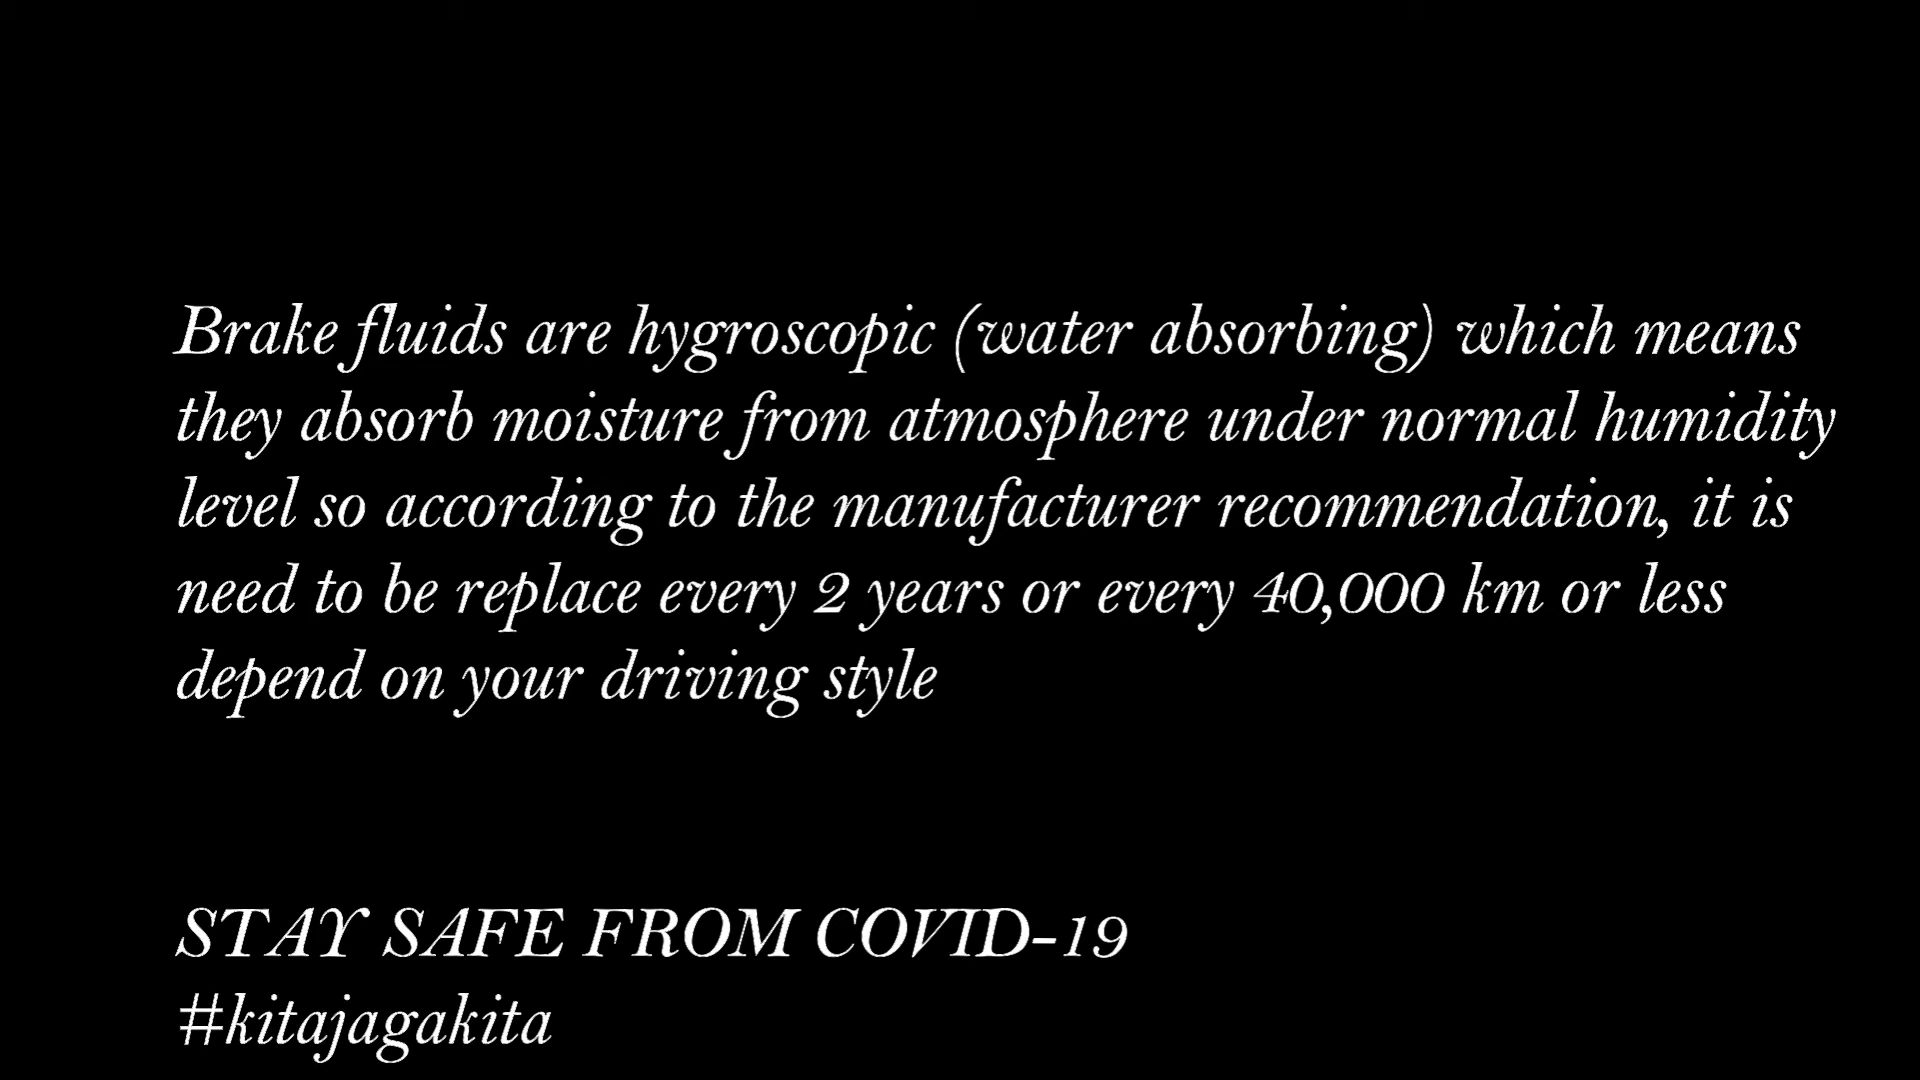 Brake fluids are hygroscopic (water absorbing) which means
they absorb moisture from atmosphere under normal humidity
level so according to the manufacturer recommendation, it is
need to be replace every 2 years or every 40,000 km or less
depend on your driving style
STAY SAFE FROM COVID-19
#kitajagakita